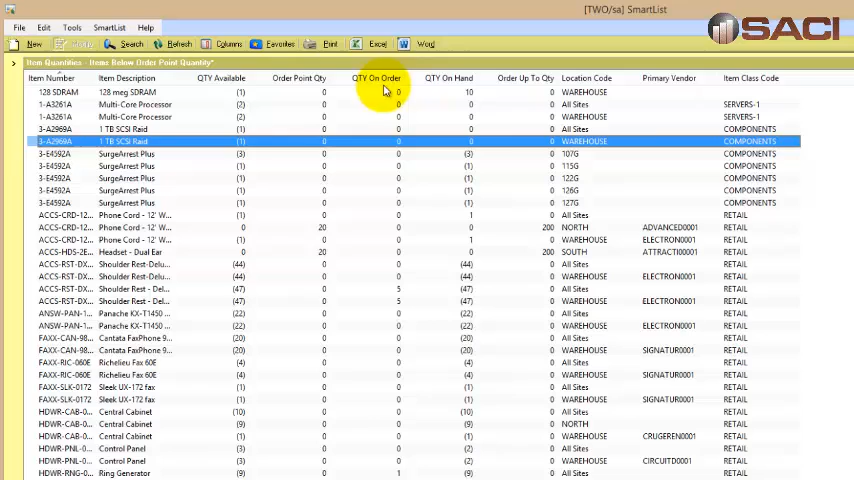 [TWO/sa] SmartList
SACI
File Edit Tools SmartList Help
New Modify Search Refresh Columns Favorites Print Excel Word
Item Quantities - Items Below Order Point Quantity*
Item Number Item Description QTY Available Order Point Qty QTY On Order QTY On Hand Order Up To Qty Location Code Primary Vendor Item Class Code
128 SDRAM 128 meg SDRAM (1) 0 0 10 0 WAREHOUSE
1-A3261A Multi-Core Processor (2) 0 0 0 0 All Sites SERVERS-1
1-A3261A Multi-Core Processor (2) 0 0 0 0 WAREHOUSE SERVERS-1
3-A2969A 1 TB SCSI Raid (1) 0 0 0 0 All Sites COMPONENTS
3-A2969A 1 TB SCSI Raid (1) 0 0 0 0 WAREHOUSE COMPONENTS
3-E4592A SurgeArrest Plus (3) 0 0 (3) 0 107G COMPONENTS
3-E4592A SurgeArrest Plus (1) 0 0 (1) 0 115G COMPONENTS
3-E4592A SurgeArrest Plus (1) 0 0 (1) 0 122G COMPONENTS
3-E4592A SurgeArrest Plus (1) 0 0 (1) 0 126G COMPONENTS
3-E4592A SurgeArrest Plus (1) 0 0 (1) 0 127G COMPONENTS
ACCS-CRD-12... Phone Cord - 12' W... (1) 0 0 1 0 All Sites RETAIL
ACCS-CRD-12... Phone Cord - 12' W... 0 20 0 0 200 NORTH ADVANCED0001 RETAIL
ACCS-CRD-12... Phone Cord - 12' W... (1) 0 0 1 0 WAREHOUSE ELECTRON0001 RETAIL
ACCS-HDS-2E... Headset - Dual Ear 0 20 0 0 200 SOUTH ATTRACTI0001 RETAIL
ACCS-RST-DX... Shoulder Rest-Delu... (44) 0 0 (44) 0 All Sites RETAIL
ACCS-RST-DX... Shoulder Rest-Delu... (44) 0 0 (44) 0 WAREHOUSE ELECTRON0001 RETAIL
ACCS-RST-DX... Shoulder Rest - Del... (47) 0 5 (47) 0 All Sites RETAIL
ACCS-RST-DX... Shoulder Rest - Del... (47) 0 5 (47) 0 WAREHOUSE ELECTRON0001 RETAIL
ANSW-PAN-1... Panache KX-T1450 ... (22) 0 0 (22) 0 All Sites RETAIL
ANSW-PAN-1... Panache KX-T1450 ... (22) 0 0 (22) 0 WAREHOUSE ELECTRON0001 RETAIL
FAXX-CAN-98... Cantata FaxPhone 9... (20) 0 0 (20) 0 All Sites RETAIL
FAXX-CAN-98... Cantata FaxPhone 9... (20) 0 0 (20) 0 WAREHOUSE SIGNATUR0001 RETAIL
FAXX-RIC-060E Richelieu Fax 60E (4) 0 0 (4) 0 All Sites RETAIL
FAXX-RIC-060E Richelieu Fax 60E (4) 0 0 (4) 0 WAREHOUSE SIGNATUR0001 RETAIL
FAXX-SLK-0172 Sleek UX-172 fax (1) 0 0 (1) 0 All Sites RETAIL
FAXX-SLK-0172 Sleek UX-172 fax (1) 0 0 (1) 0 WAREHOUSE SIGNATUR0001 RETAIL
HDWR-CAB-0... Central Cabinet (10) 0 0 (10) 0 All Sites RETAIL
HDWR-CAB-0... Central Cabinet (9) 0 0 (9) 0 NORTH RETAIL
HDWR-CAB-0... Central Cabinet (1) 0 0 (1) 0 WAREHOUSE CRUGEREN0001 RETAIL
HDWR-PNL-0... Control Panel (3) 0 0 (2) 0 All Sites RETAIL
HDWR-PNL-0... Control Panel (3) 0 0 (2) 0 WAREHOUSE CIRCUITD0001 RETAIL
HDWR-RNG-0... Ring Generator (9) 0 1 (9) 0 All Sites RETAIL